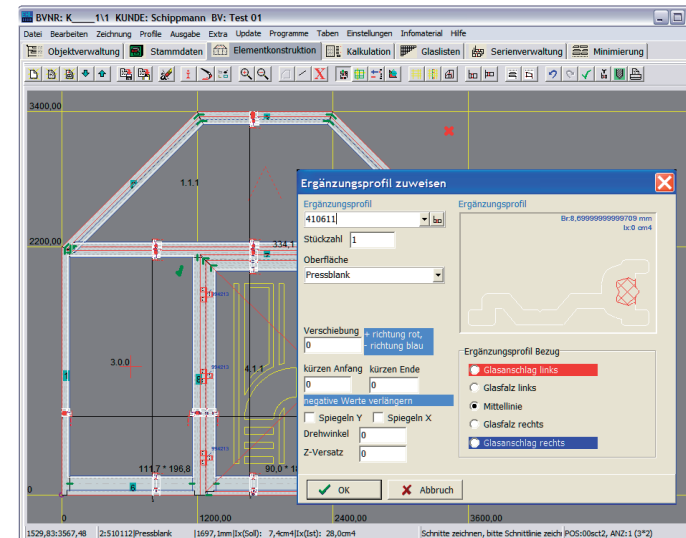 BVNR: K____1\1 KUNDE: Schippmann BV: Test 01
Datei Bearbeiten Zeichnung Profile Ausgabe Extra Update Programme Taben Einstellungen Infomaterial Hilfe
Objektverwaltung Stammdaten Elementkonstruktion Kalkulation Glaslisten Serienverwaltung Minimierung
3400,00
1.1.1
2200,00
334,1
3.0.0
4.1.1
994213
994213
994213
111,7 * 196,8
90,0 * 18
6
0
0 1200,00 2400,00 3600,00
Ergänzungsprofil zuweisen
Ergänzungsprofil
410611
Stückzahl 1
Oberfläche
Pressblank
Verschiebung
0
+ richtung rot,
- richtung blau
kürzen Anfang kürzen Ende
0 0
negative Werte verlängern
Spiegeln Y Spiegeln X
Drehwinkel 0
Z-Versatz 0
OK Abbruch
Ergänzungsprofil
Br:8,69999999999709 mm
Ix:0 cm4
Ergänzungsprofil Bezug
Glasanschlag links
Glasfalz links
Mittellinie
Glasfalz rechts
Glasanschlag rechts
1529,83:3567,48 2:510112|Pressblank |1697,1mm|Ix(Soll): 7,4cm4|Ix(Ist): 28,0cm4 Schnitte zeichnen, bitte Schnittlinie zeich POS:00sct2, ANZ:1 (3*2)